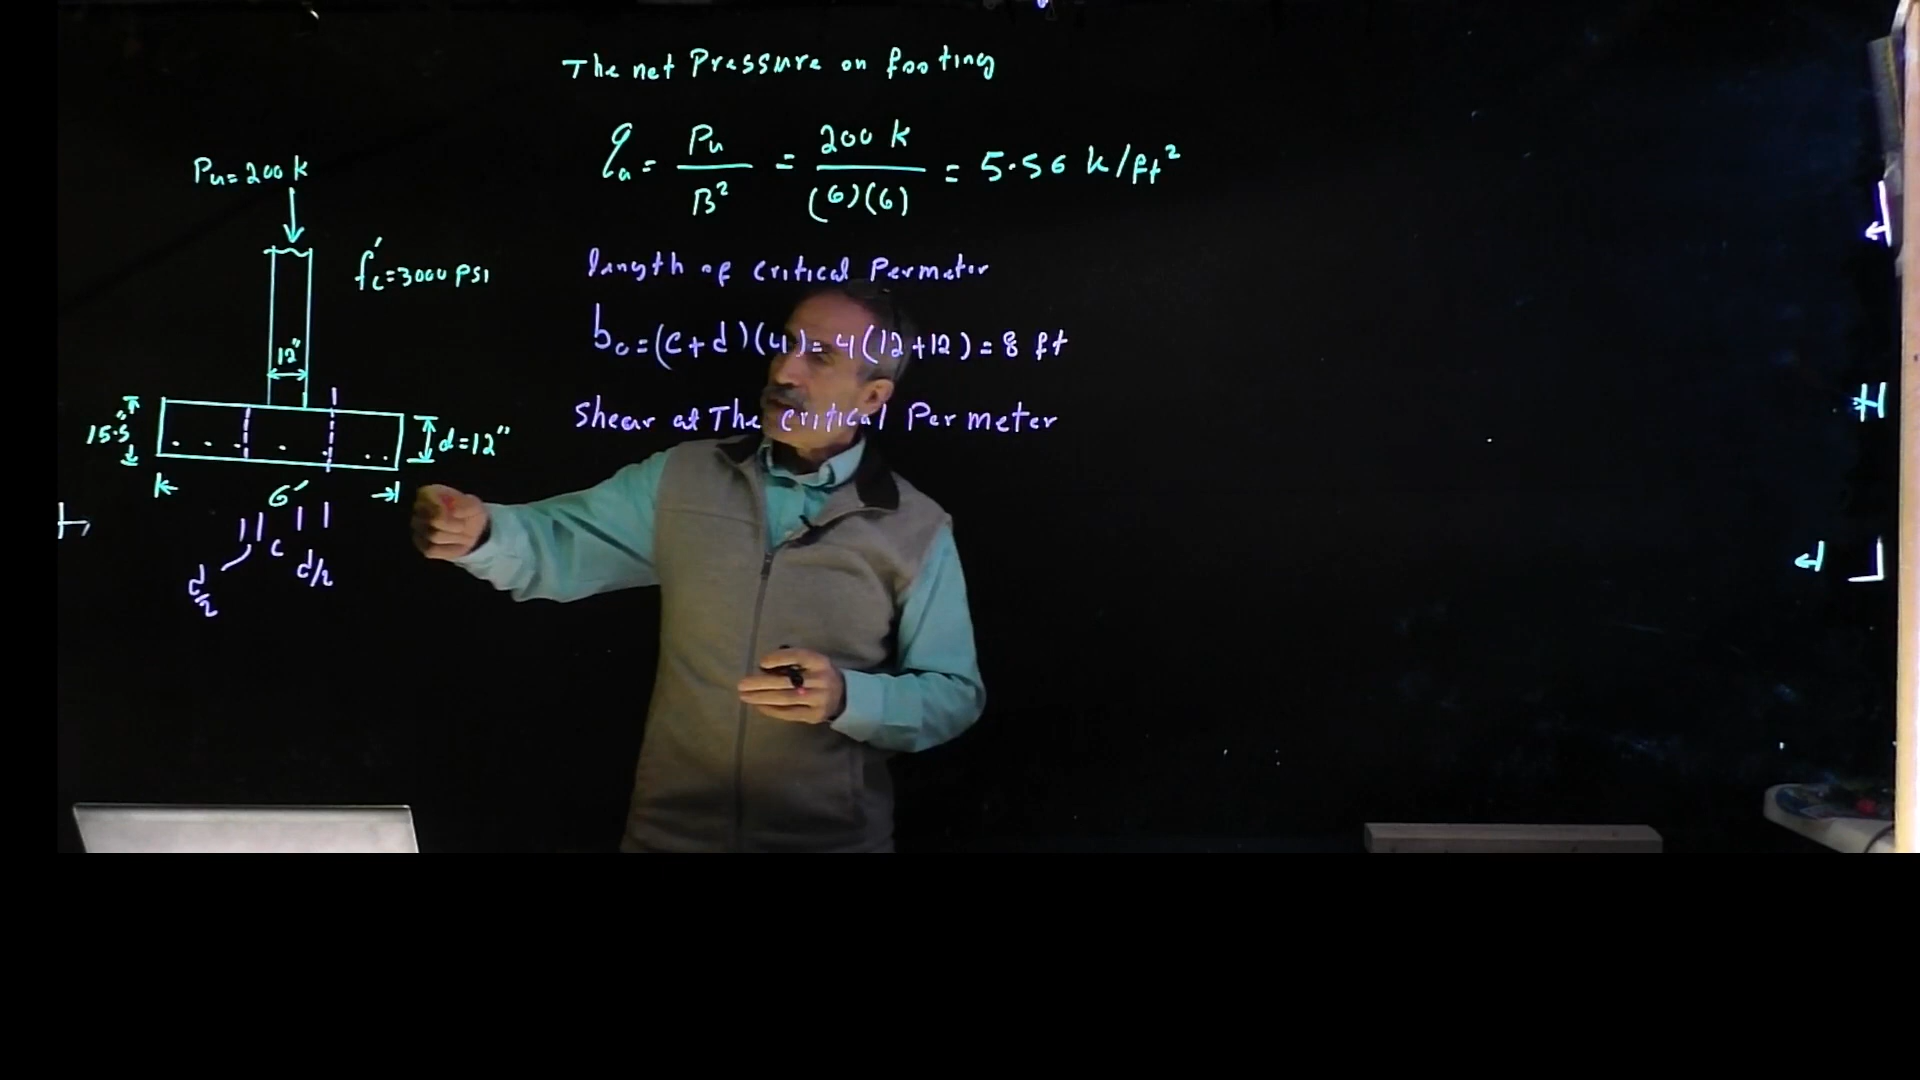 The net Pressure on footing
qa = Pu / B² = 200 k / (6)(6) = 5.56 k/ft²
Pu = 200 k
f'c = 3000 PSI
length of critical Permeter
bo = (c + d)(4) = 4(12+12) = 8 ft
12"
Shear at The critical Permeter
15.5"
d = 12"
6'
c
d/2
d/2